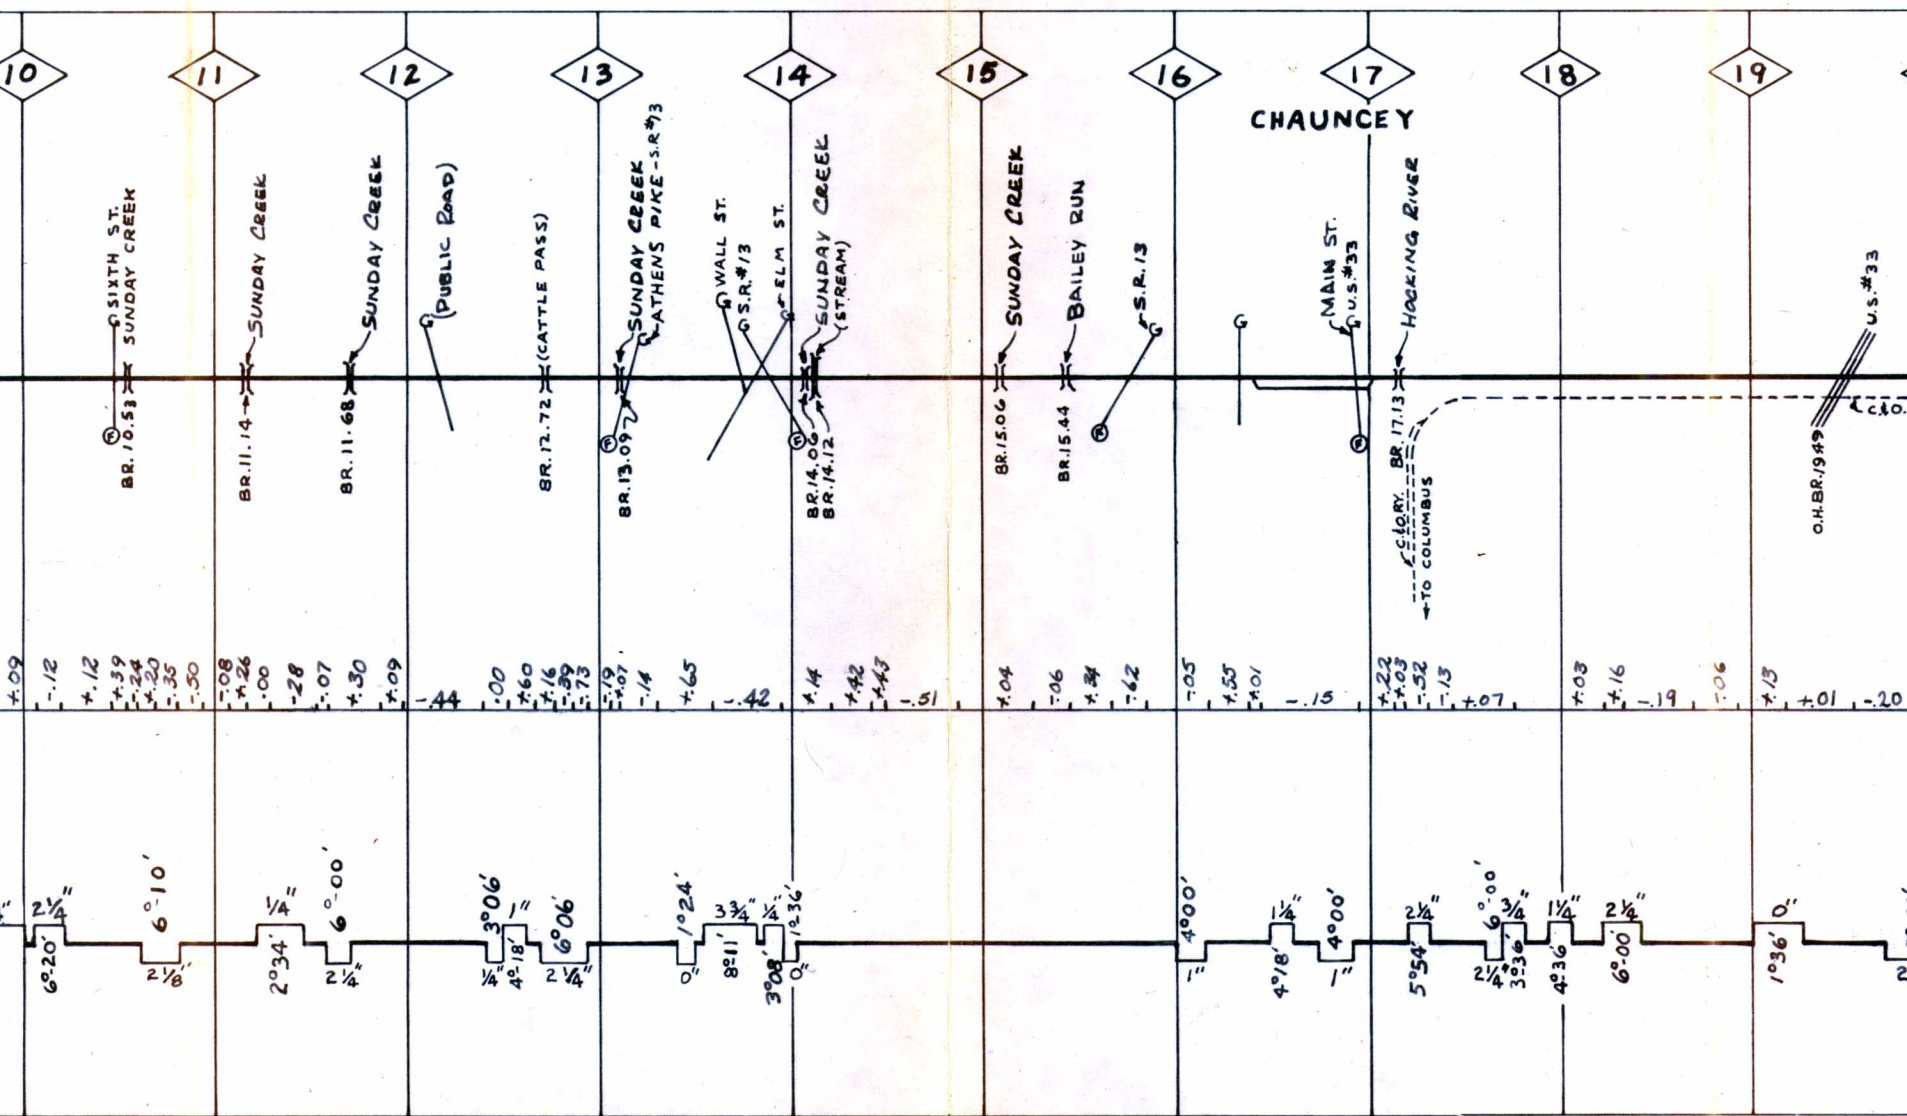 10
11
12
13
14
15
16
17
18
19
CHAUNCEY
SIXTH ST.
SUNDAY CREEK
SUNDAY CREEK
SUNDAY CREEK
(PUBLIC ROAD)
(CATTLE PASS)
SUNDAY CREEK
ATHENS PIKE - S.R.#13
WALL ST.
S.R.#13
ELM ST.
SUNDAY CREEK
(STREAM)
SUNDAY CREEK
BAILEY RUN
S.R.13
MAIN ST.
U.S.#33
HOCKING RIVER
U.S.#33
BR. 10.53
BR.11.14
BR.11.68
BR.12.72
BR.13.09
BR.14.06
BR.14.12
BR.15.06
BR.15.44
BR. 17.13
C.&O.RY.
TO COLUMBUS
C.&O.
O.H.BR.19.49
+.09
-.12
+.12
+.39
-.24
+.20
-.35
-.50
-.08
+.26
.00
-.28
-.07
+.30
+.09
-.44
.00
+.60
+.16
-.39
-.73
-.19
+.07
-.14
+.65
-.42
+.14
+.42
+.43
-.51
+.04
-.06
+.34
-.62
-.05
+.55
+.01
-.15
+.22
+.03
-.52
-.13
+.07
+.03
+.16
-.19
-.06
+.13
+.01
-.20
2¼"
6°-20'
6°-10'
2⅛"
¼"
2°34'
6°-00'
2¼"
3°06'
¼"
1"
4°-18'
6°06'
2¼"
1°24'
0"
3¾"
8°11'
¼"
3°08'
1°36'
0"
4°00'
1"
1¼"
4°18'
4°00'
1"
2¼"
5°54'
6°-00'
2¼"
¾"
3°36'
1¼"
4°36'
2¼"
6°00'
0"
1°36'